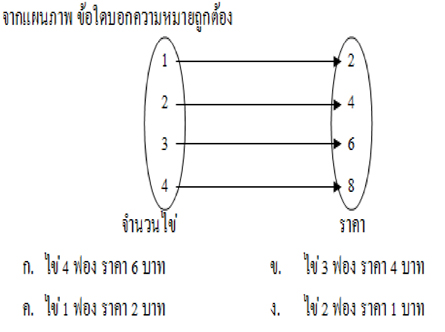 จากแผนภาพ ข้อใดบอกความหมายถูกต้อง
1 2
2 4
3 6
4 8
จำนวนไข่ ราคา
ก. ไข่ 4 ฟอง ราคา 6 บาท ข. ไข่ 3 ฟอง ราคา 4 บาท
ค. ไข่ 1 ฟอง ราคา 2 บาท ง. ไข่ 2 ฟอง ราคา 1 บาท